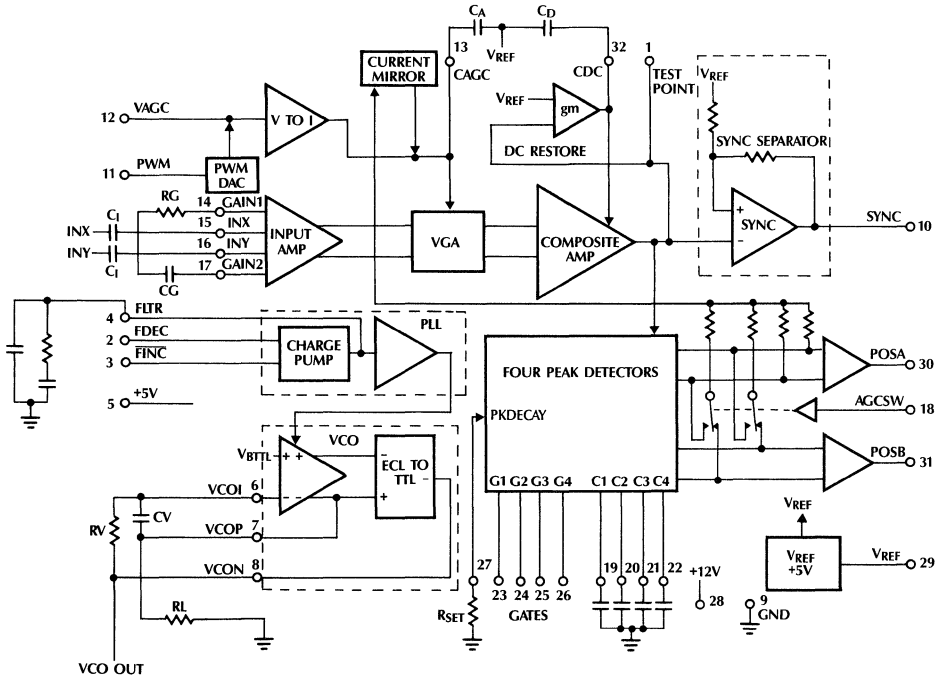 CA
CD
VREF
13
CAGC
32
CDC
1
TEST
POINT
CURRENT
MIRROR
VREF
gm
DC RESTORE
VREF
SYNC SEPARATOR
+
SYNC
−
SYNC
10
12
VAGC
V TO I
11
PWM
PWM
DAC
RG
14
GAIN1
INX
CI
15
INX
INY
CI
16
INY
17
GAIN2
CG
INPUT
AMP
VGA
COMPOSITE
AMP
4
FLTR
2
FDEC
3
FINC
5
+5V
PLL
CHARGE
PUMP
FOUR PEAK DETECTORS
PKDECAY
G1 G2 G3 G4 C1 C2 C3 C4
POSA
30
AGCSW
18
POSB
31
VCO
VBTTL
+ +
− −
ECL TO
TTL
−
+
−
6
VCOI
7
VCOP
8
VCON
RV
CV
RL
VCO OUT
27
RSET
23 24 25 26
GATES
19 20 21 22
+12V
28
9
GND
VREF
VREF
+5V
VREF
29